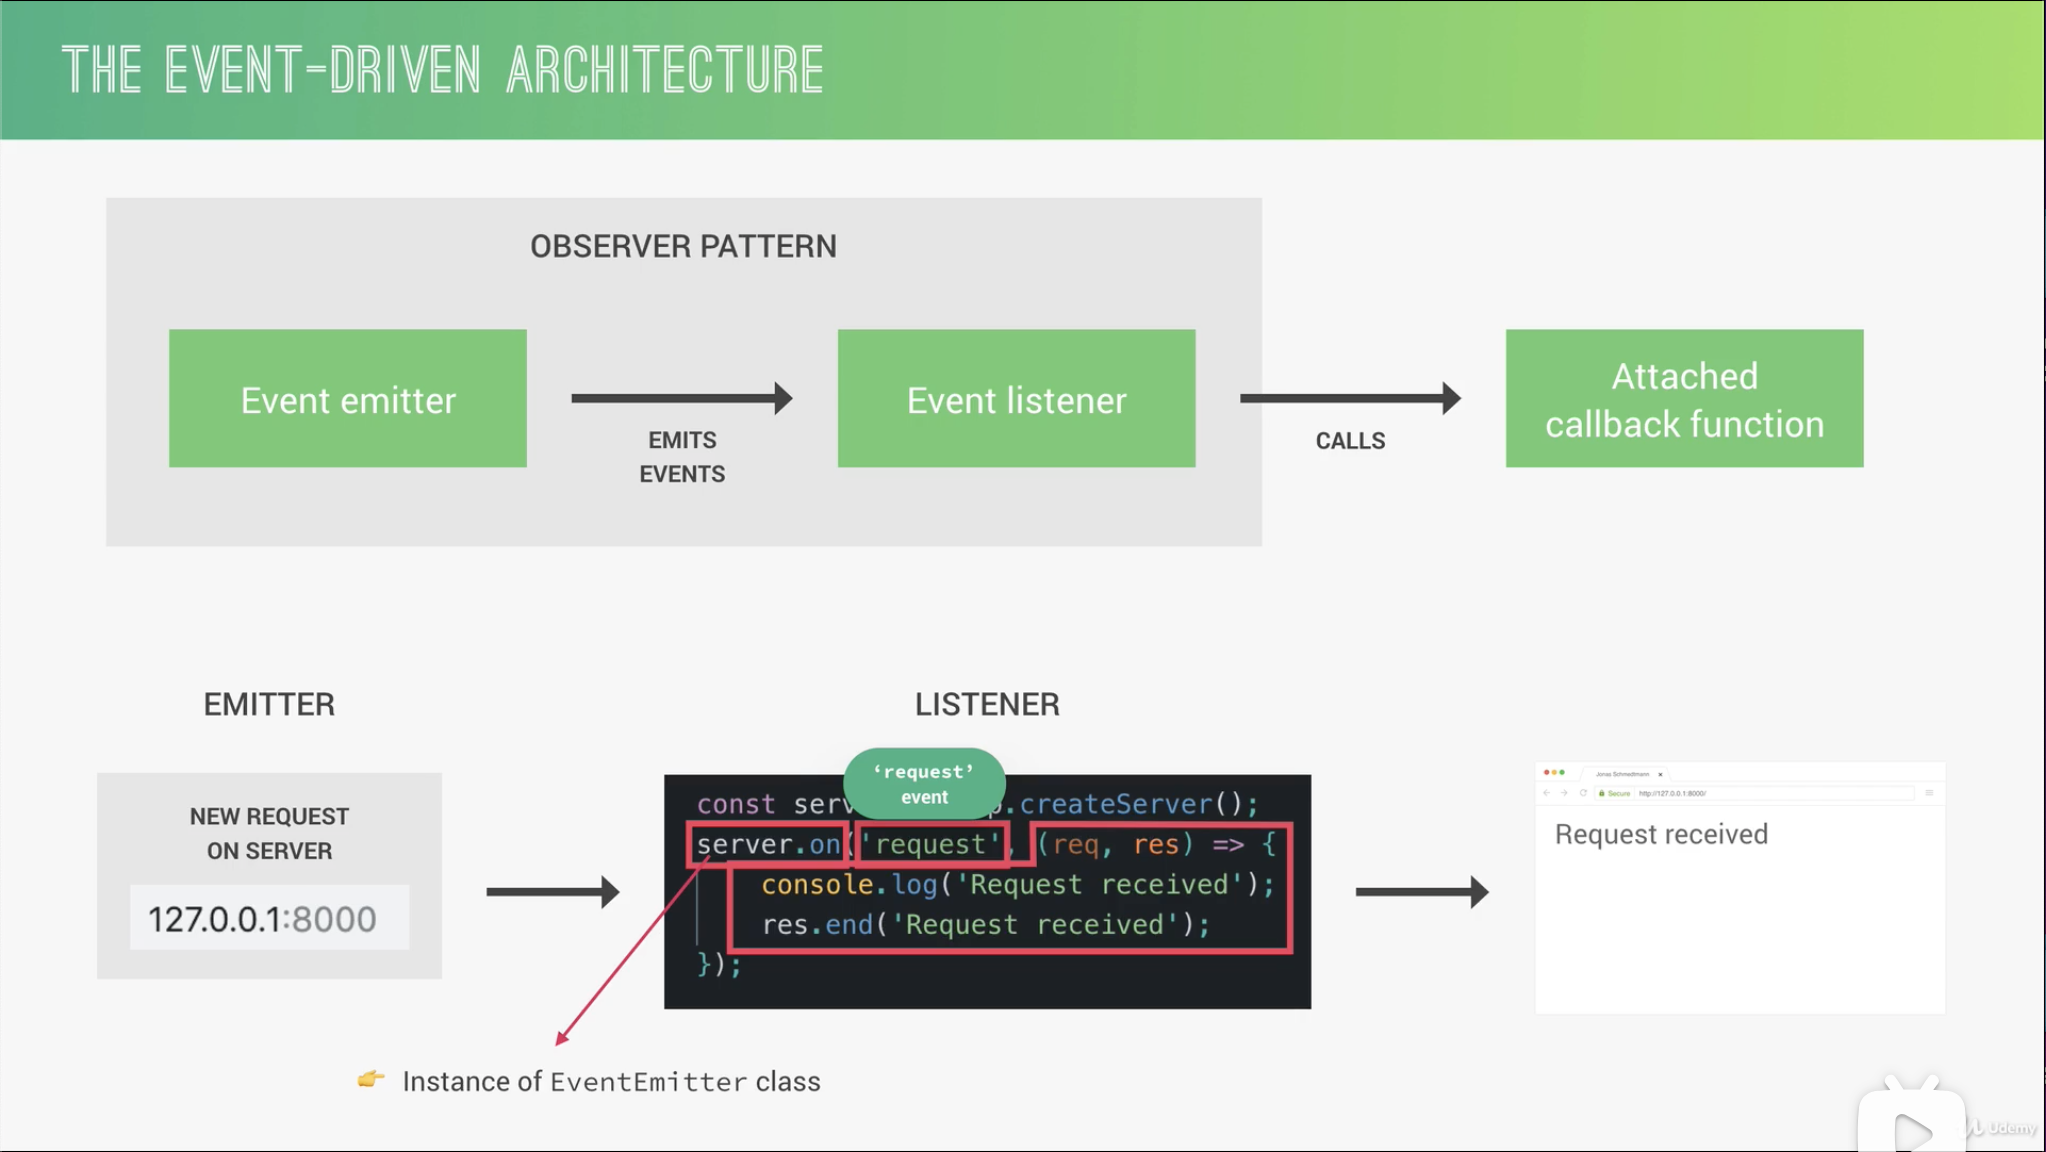 THE EVENT-DRIVEN ARCHITECTURE
OBSERVER PATTERN
Event emitter
EMITS
EVENTS
Event listener
CALLS
Attached
callback function
EMITTER
NEW REQUEST
ON SERVER
127.0.0.1:8000
LISTENER
‘request’
event
const serv .createServer();
server.on('request', (req, res) => {
console.log('Request received');
res.end('Request received');
});
👉 Instance of EventEmitter class
Jonas Schmedtmann ×
Secure http://127.0.0.1:8000/
Request received
Udemy